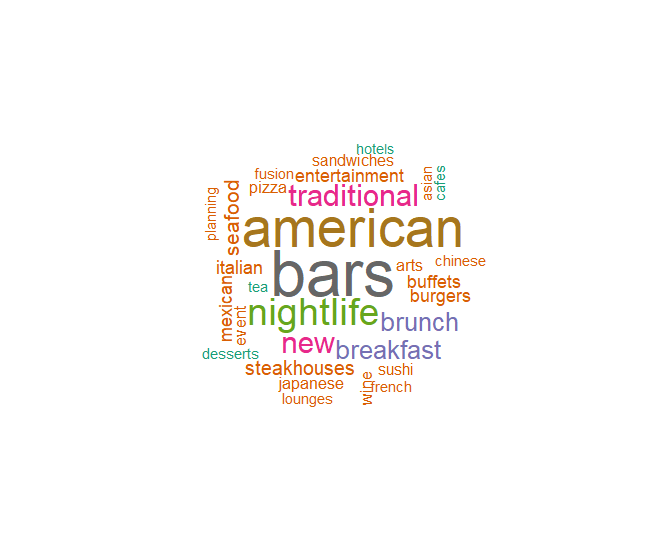 hotels
sandwiches
fusion entertainment
pizza traditional asian cafes
planning seafood american
italian bars arts chinese
tea buffets
mexican event nightlife burgers
brunch
new breakfast
desserts
steakhouses sushi
japanese wine french
lounges